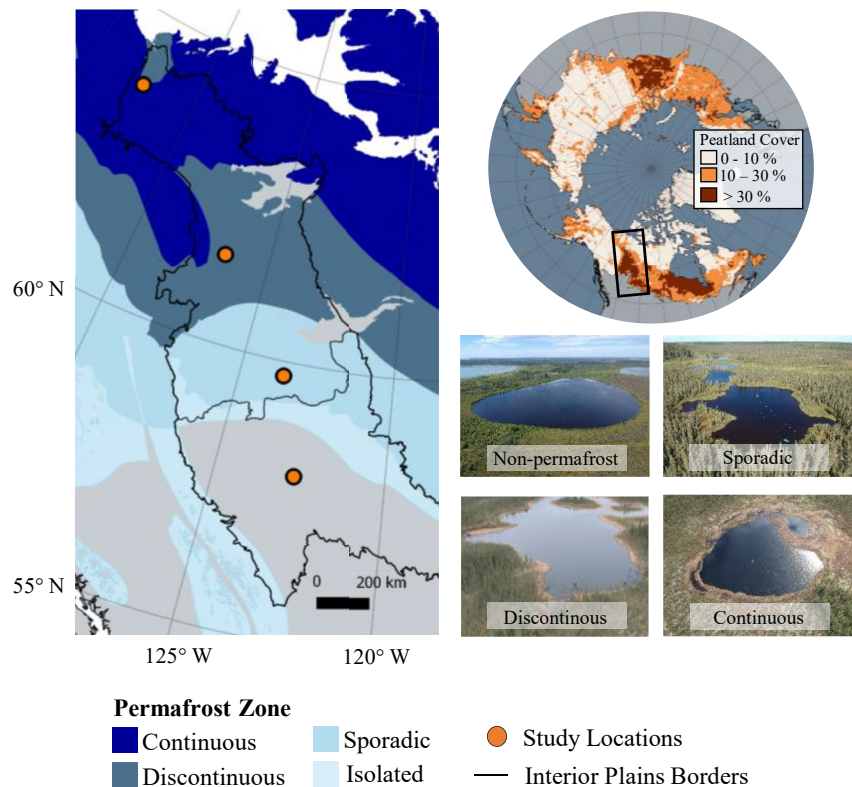 60° N
55° N
125° W
120° W
0 200 km
Peatland Cover
0 - 10 %
10 – 30 %
> 30 %
Non-permafrost
Sporadic
Discontinous
Continuous
Permafrost Zone
Continuous
Discontinuous
Sporadic
Isolated
Study Locations
Interior Plains Borders